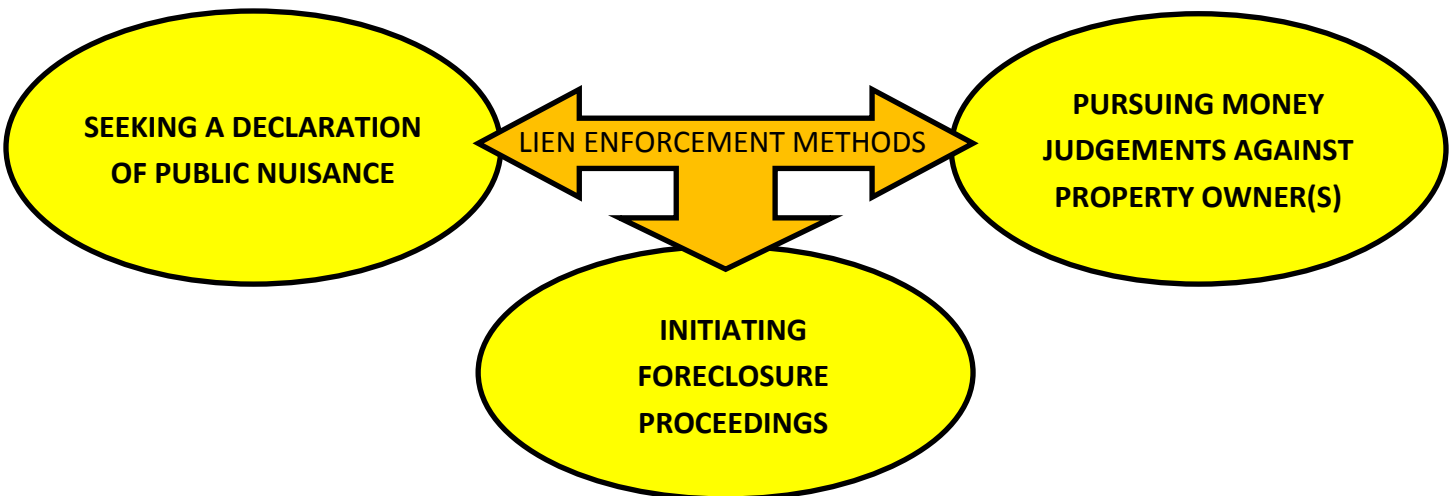 SEEKING A DECLARATION
OF PUBLIC NUISANCE
LIEN ENFORCEMENT METHODS
PURSUING MONEY
JUDGEMENTS AGAINST
PROPERTY OWNER(S)
INITIATING
FORECLOSURE
PROCEEDINGS